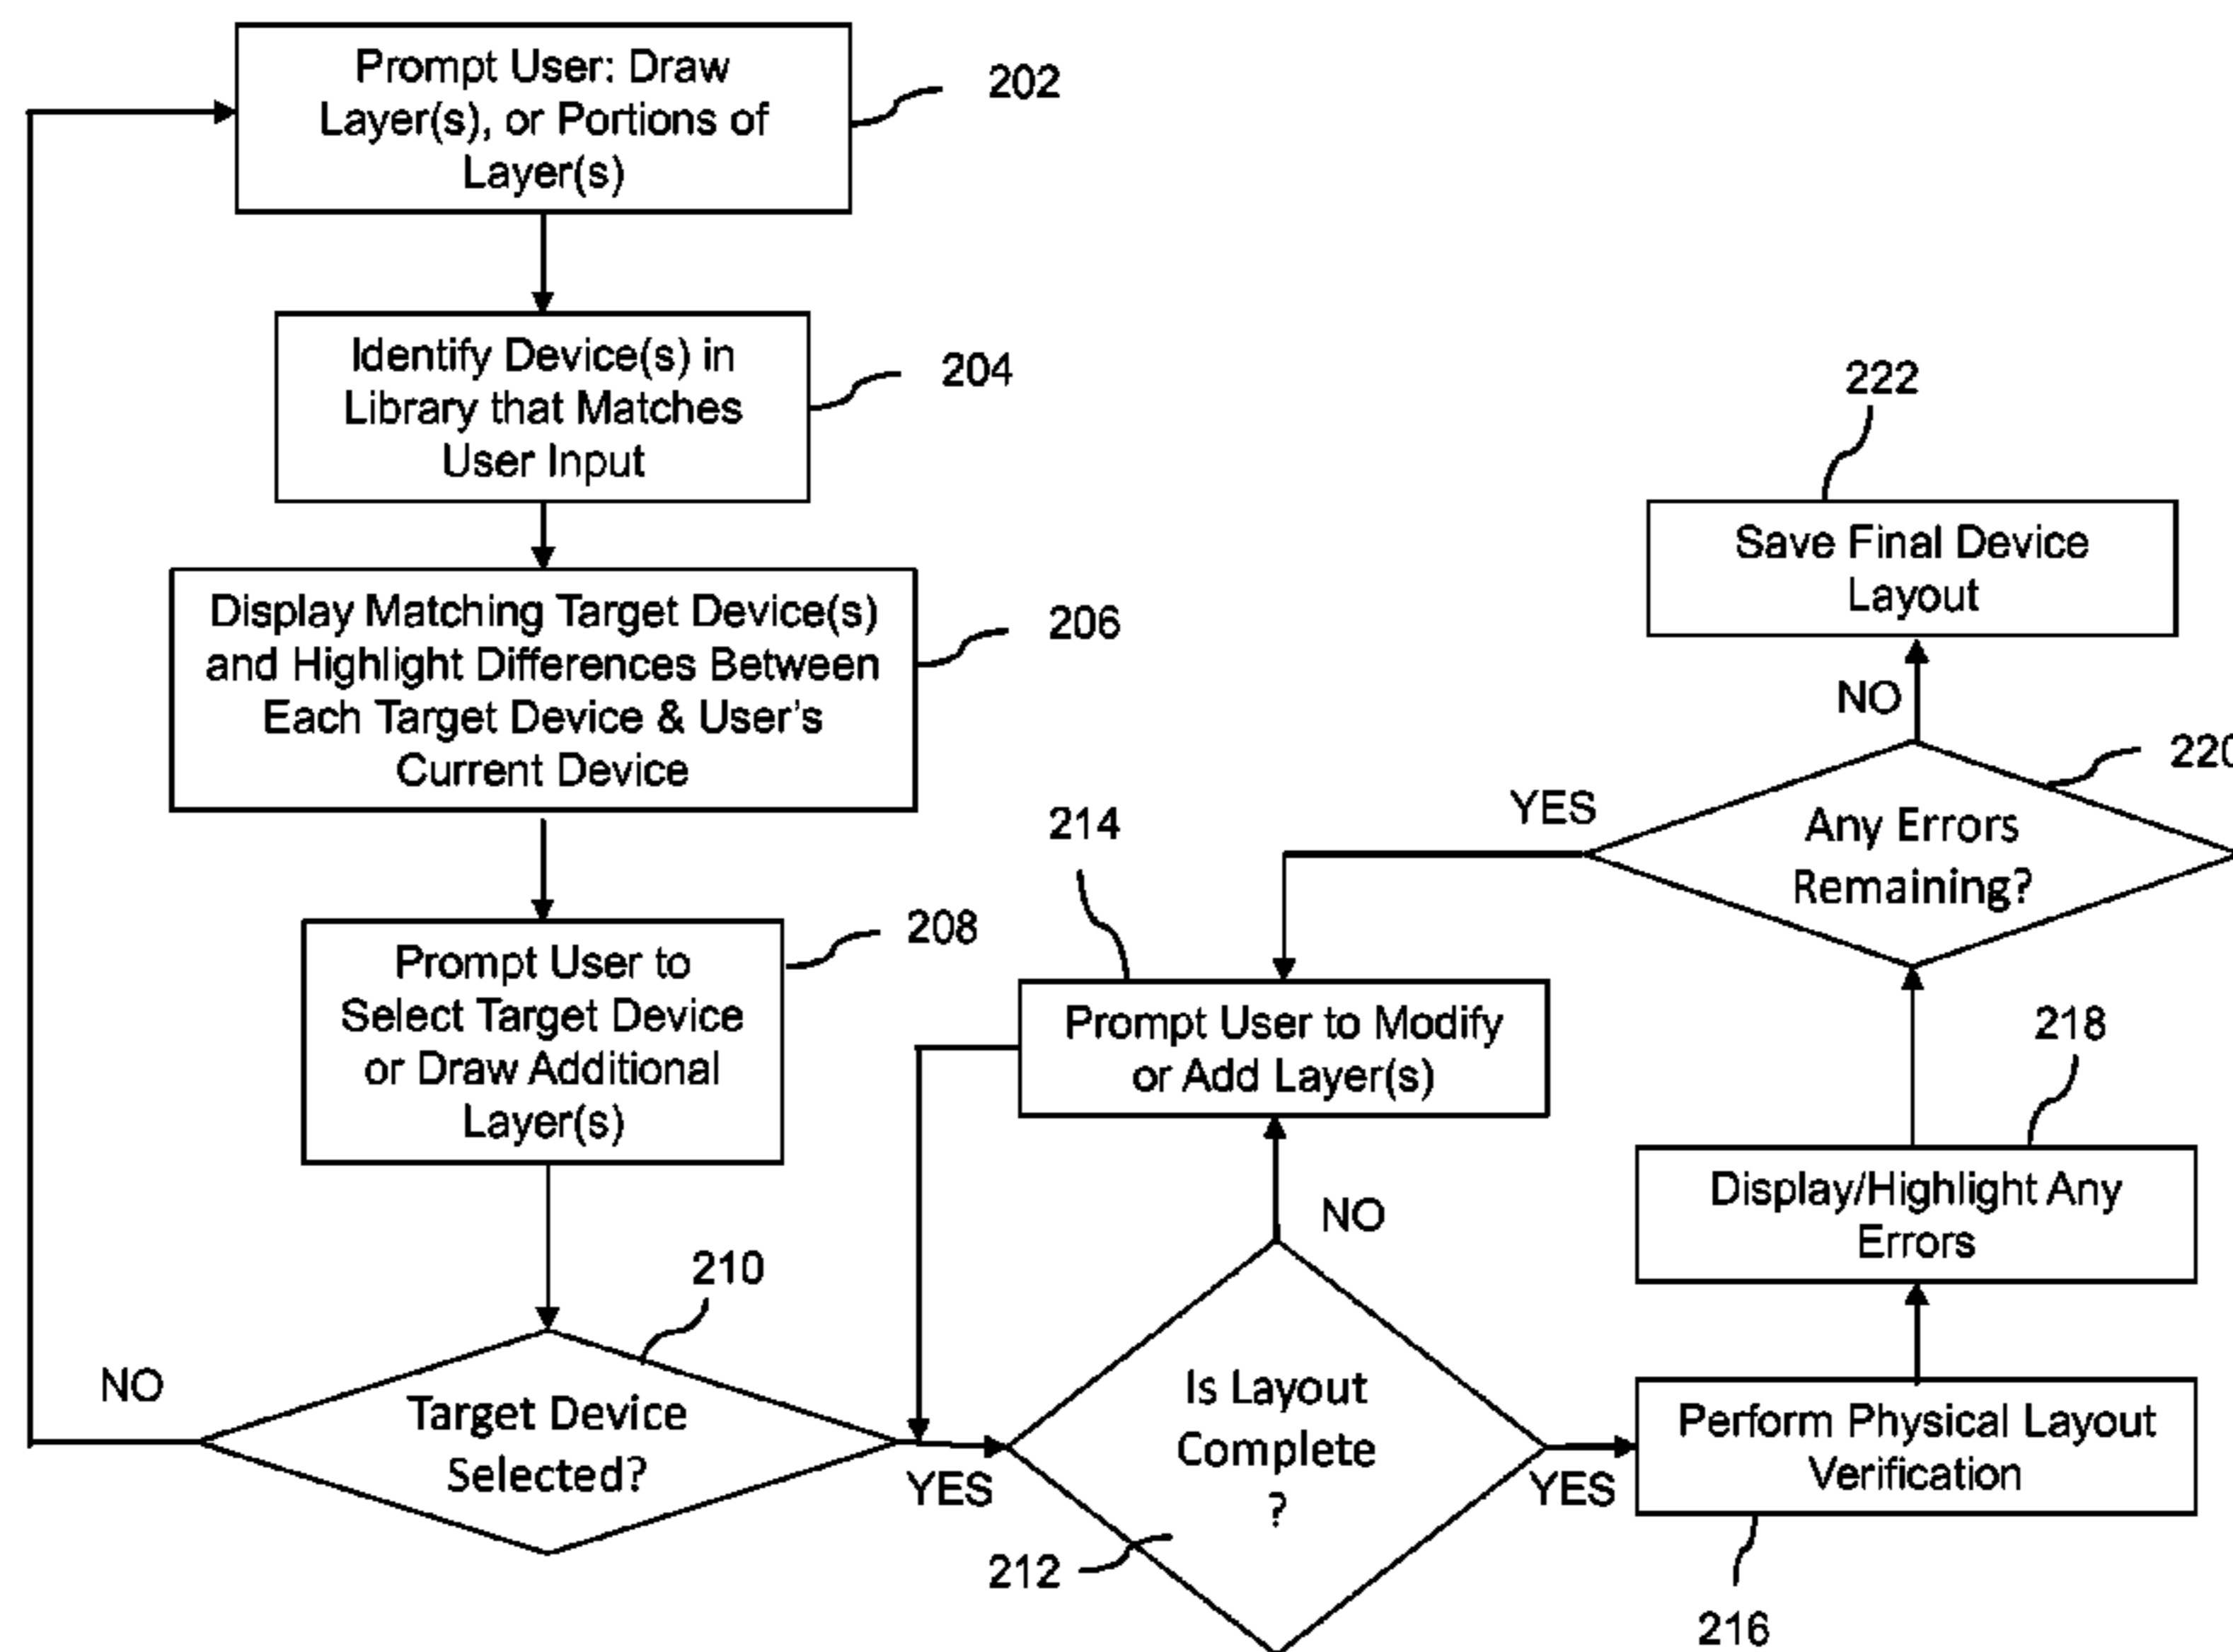 Prompt User: Draw
Layer(s), or Portions of
Layer(s)
202
Identify Device(s) in
Library that Matches
User Input
204
Display Matching Target Device(s)
and Highlight Differences Between
Each Target Device & User's
Current Device
206
Prompt User to
Select Target Device
or Draw Additional
Layer(s)
208
210
Target Device
Selected?
NO
YES
Is Layout
Complete
?
212
NO
YES
214
Prompt User to Modify
or Add Layer(s)
Perform Physical Layout
Verification
216
218
Display/Highlight Any
Errors
220
Any Errors
Remaining?
YES
NO
222
Save Final Device
Layout